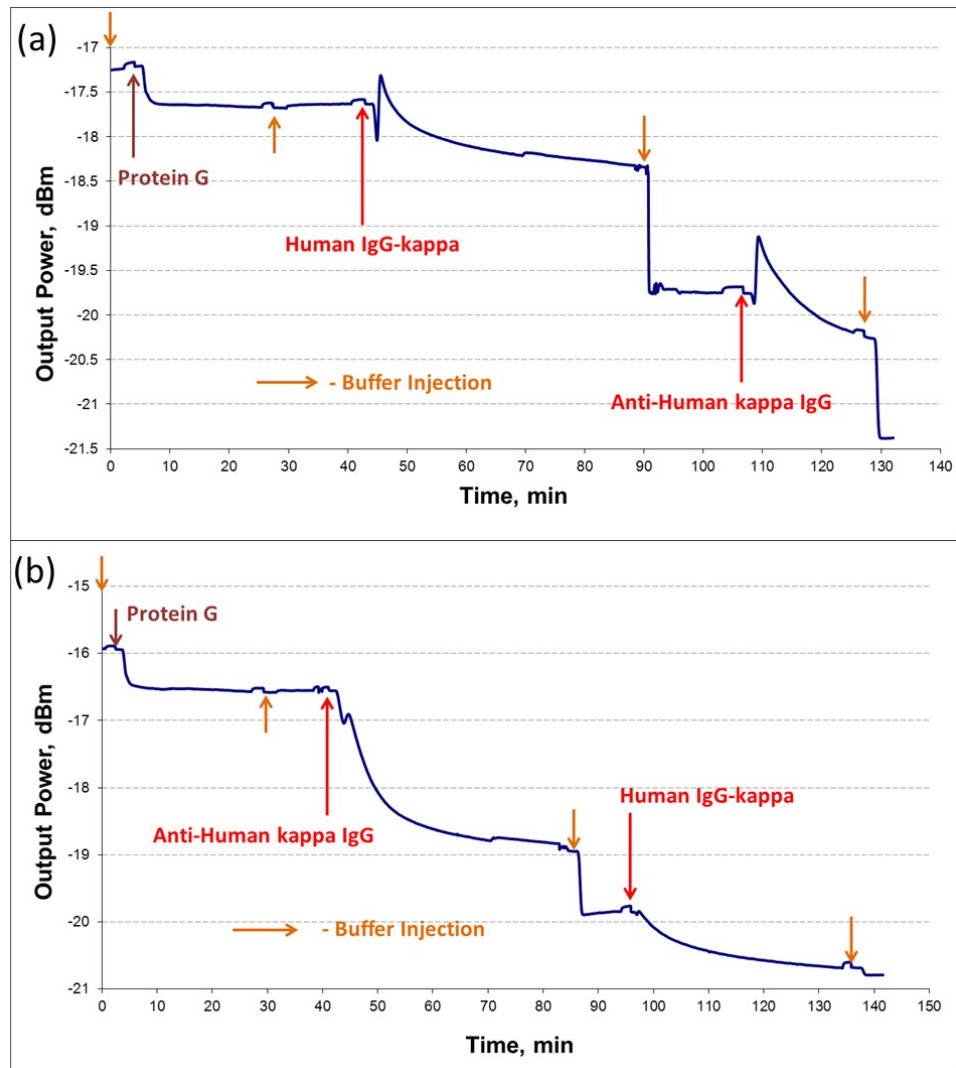 (a)
-17
-17.5
-18
-18.5
-19
-19.5
-20
-20.5
-21
-21.5
Output Power, dBm
Protein G
Human IgG-kappa
Anti-Human kappa IgG
- Buffer Injection
0 10 20 30 40 50 60 70 80 90 100 110 120 130 140
Time, min
(b)
-15
-16
-17
-18
-19
-20
-21
Output Power, dBm
Protein G
Anti-Human kappa IgG
Human IgG-kappa
- Buffer Injection
0 10 20 30 40 50 60 70 80 90 100 110 120 130 140 150
Time, min